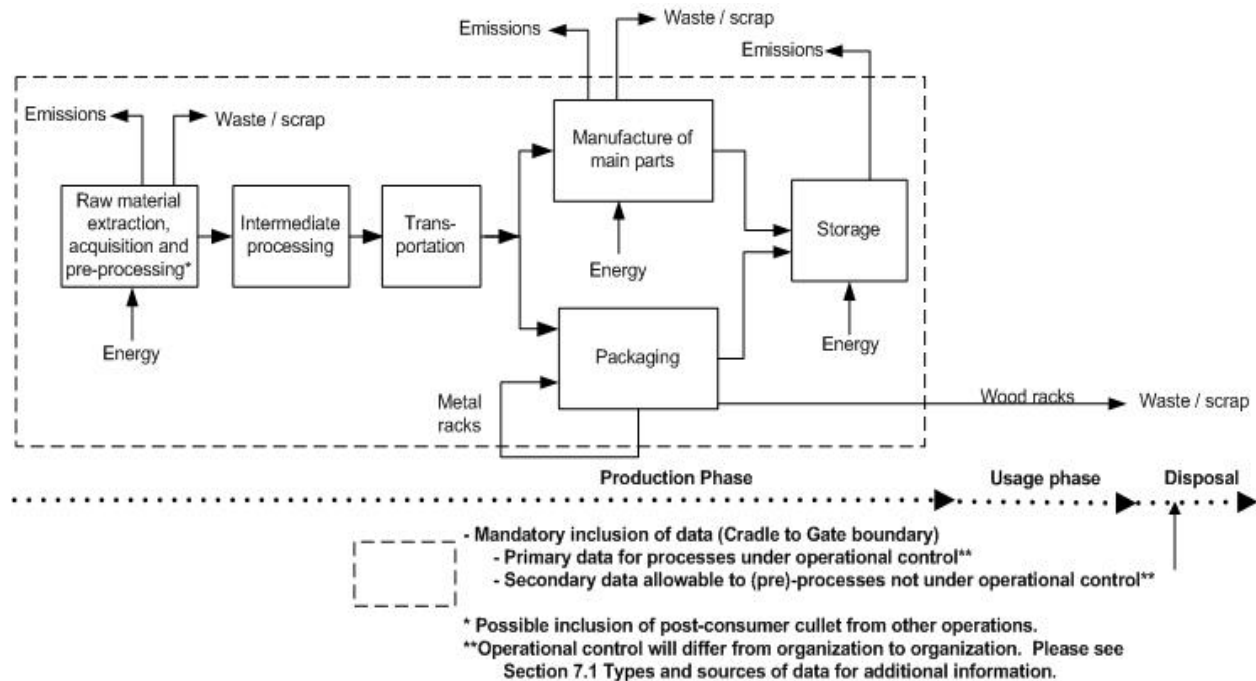 Emissions
Waste / scrap
Emissions
Emissions
Waste / scrap
Manufacture of
main parts
Raw material
extraction,
acquisition and
pre-processing*
Intermediate
processing
Trans-
portation
Storage
Energy
Energy
Energy
Packaging
Metal
racks
Wood racks
Waste / scrap
Production Phase
Usage phase
Disposal
- Mandatory inclusion of data (Cradle to Gate boundary)
- Primary data for processes under operational control**
- Secondary data allowable to (pre)-processes not under operational control**
* Possible inclusion of post-consumer cullet from other operations.
**Operational control will differ from organization to organization. Please see
Section 7.1 Types and sources of data for additional information.